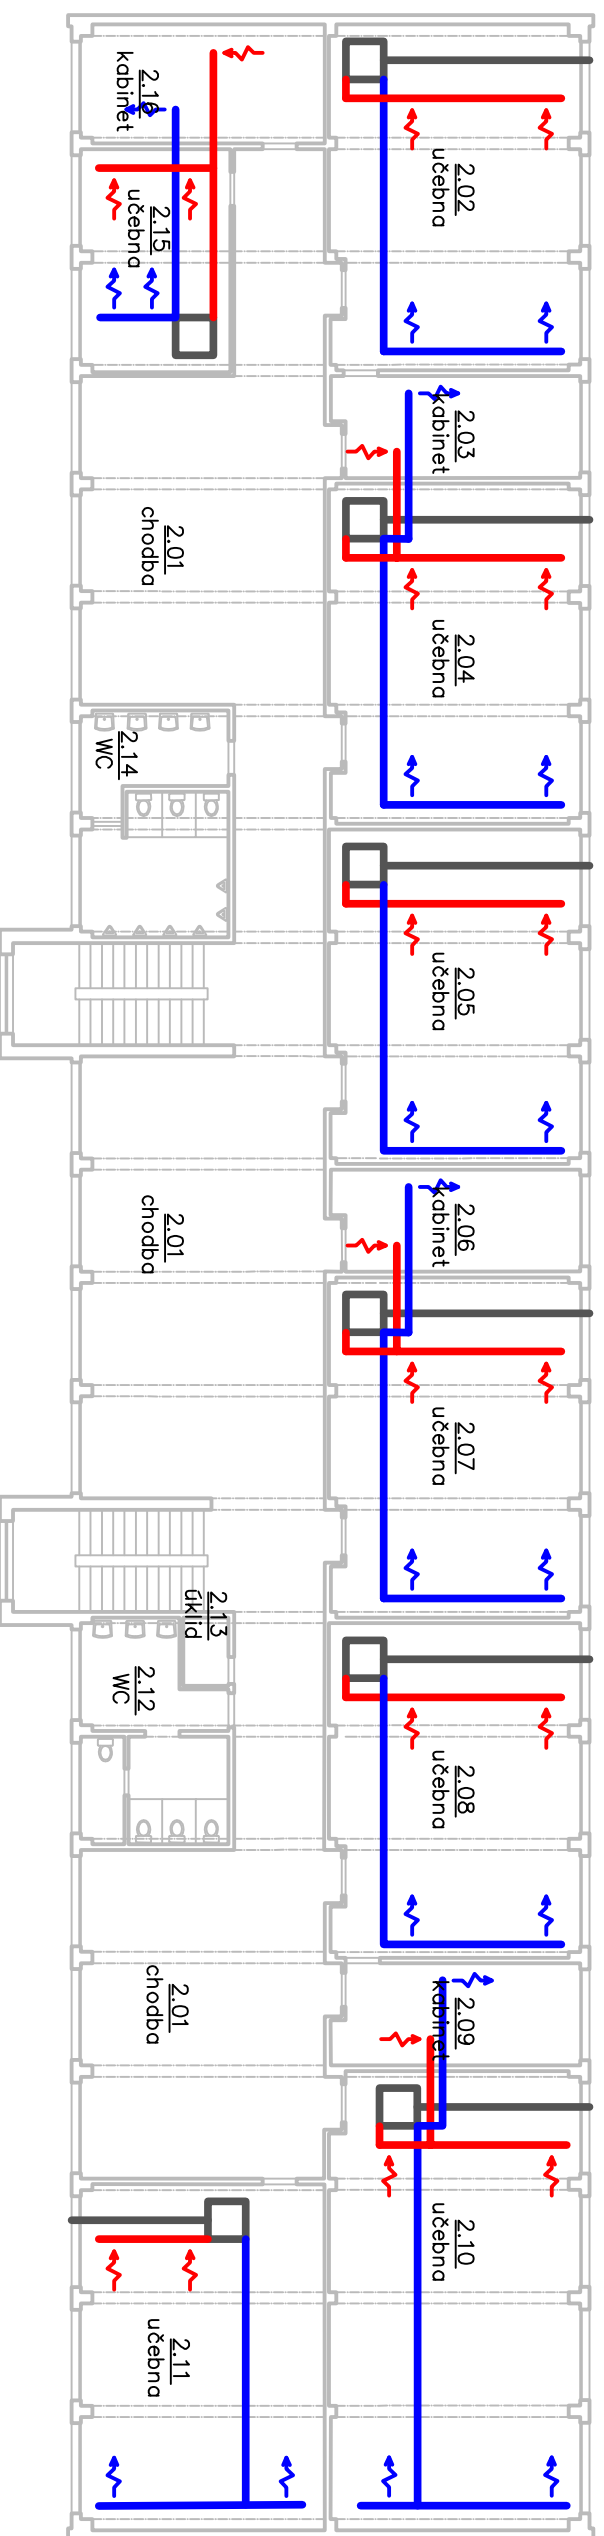 2.16
kabinet
2.15
učebna
2.02
učebna
2.03
kabinet
2.01
chodba
2.04
učebna
2.14
WC
2.05
učebna
2.06
kabinet
2.01
chodba
2.07
učebna
2.13
úklid
2.12
WC
2.08
učebna
2.09
kabinet
2.01
chodba
2.10
učebna
2.11
učebna